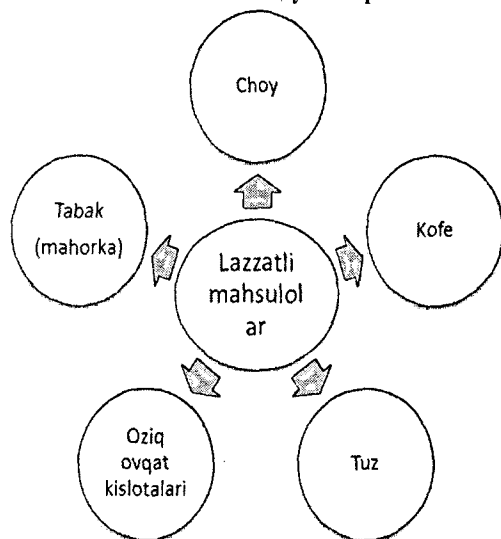 Choy
Tabak
(mahorka)
Kofe
Lazzatli
mahsulol
ar
Oziq
ovqat
kislotalari
Tuz